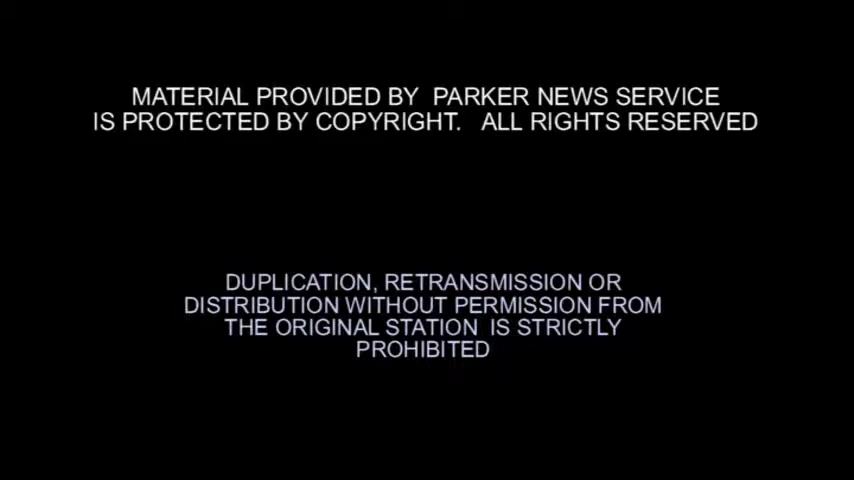 MATERIAL PROVIDED BY  PARKER NEWS SERVICE
IS PROTECTED BY COPYRIGHT.   ALL RIGHTS RESERVED
DUPLICATION, RETRANSMISSION OR
DISTRIBUTION WITHOUT PERMISSION FROM
THE ORIGINAL STATION  IS STRICTLY
PROHIBITED